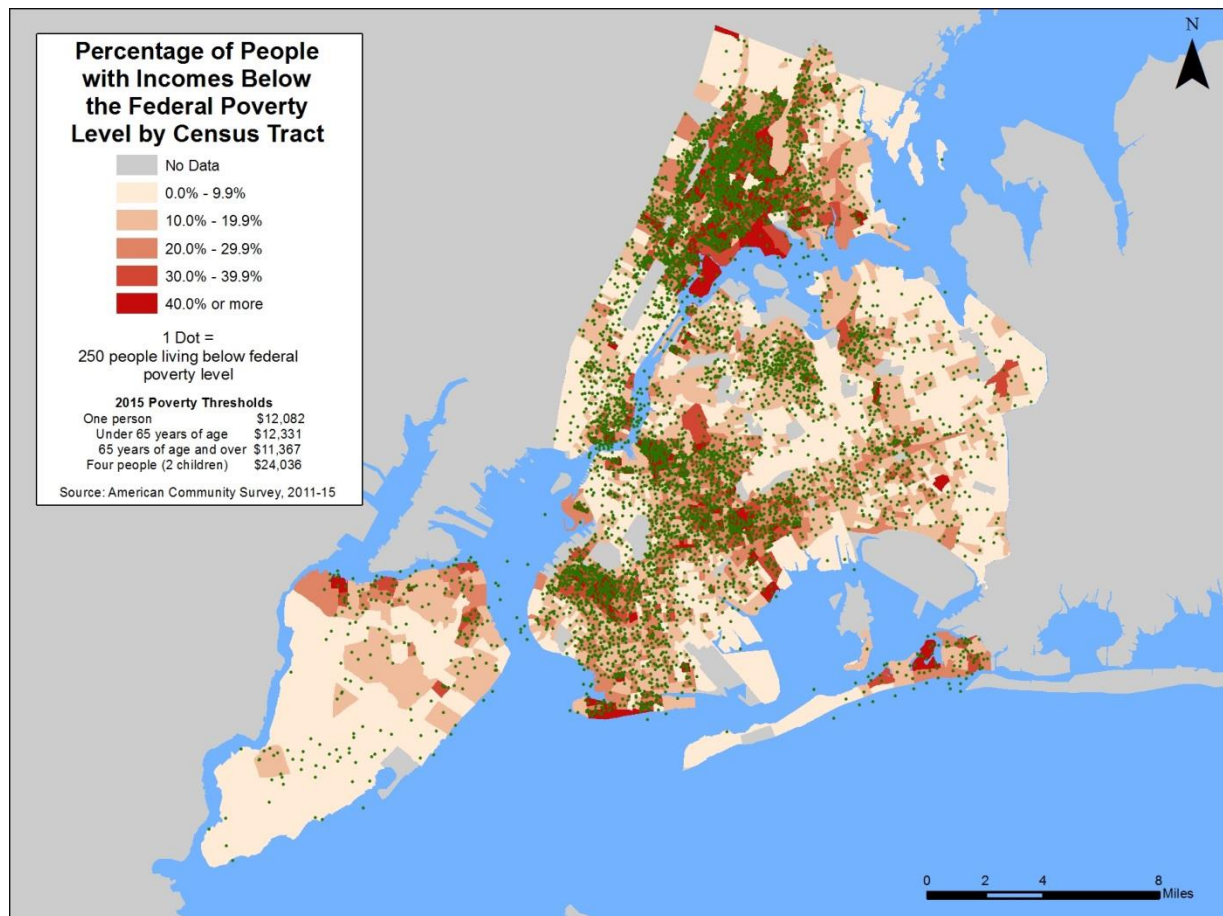 Percentage of People
with Incomes Below
the Federal Poverty
Level by Census Tract
No Data
0.0% - 9.9%
10.0% - 19.9%
20.0% - 29.9%
30.0% - 39.9%
40.0% or more
1 Dot =
250 people living below federal
poverty level
2015 Poverty Thresholds
One person $12,082
Under 65 years of age $12,331
65 years of age and over $11,367
Four people (2 children) $24,036
Source: American Community Survey, 2011-15
N
0 2 4 8
Miles